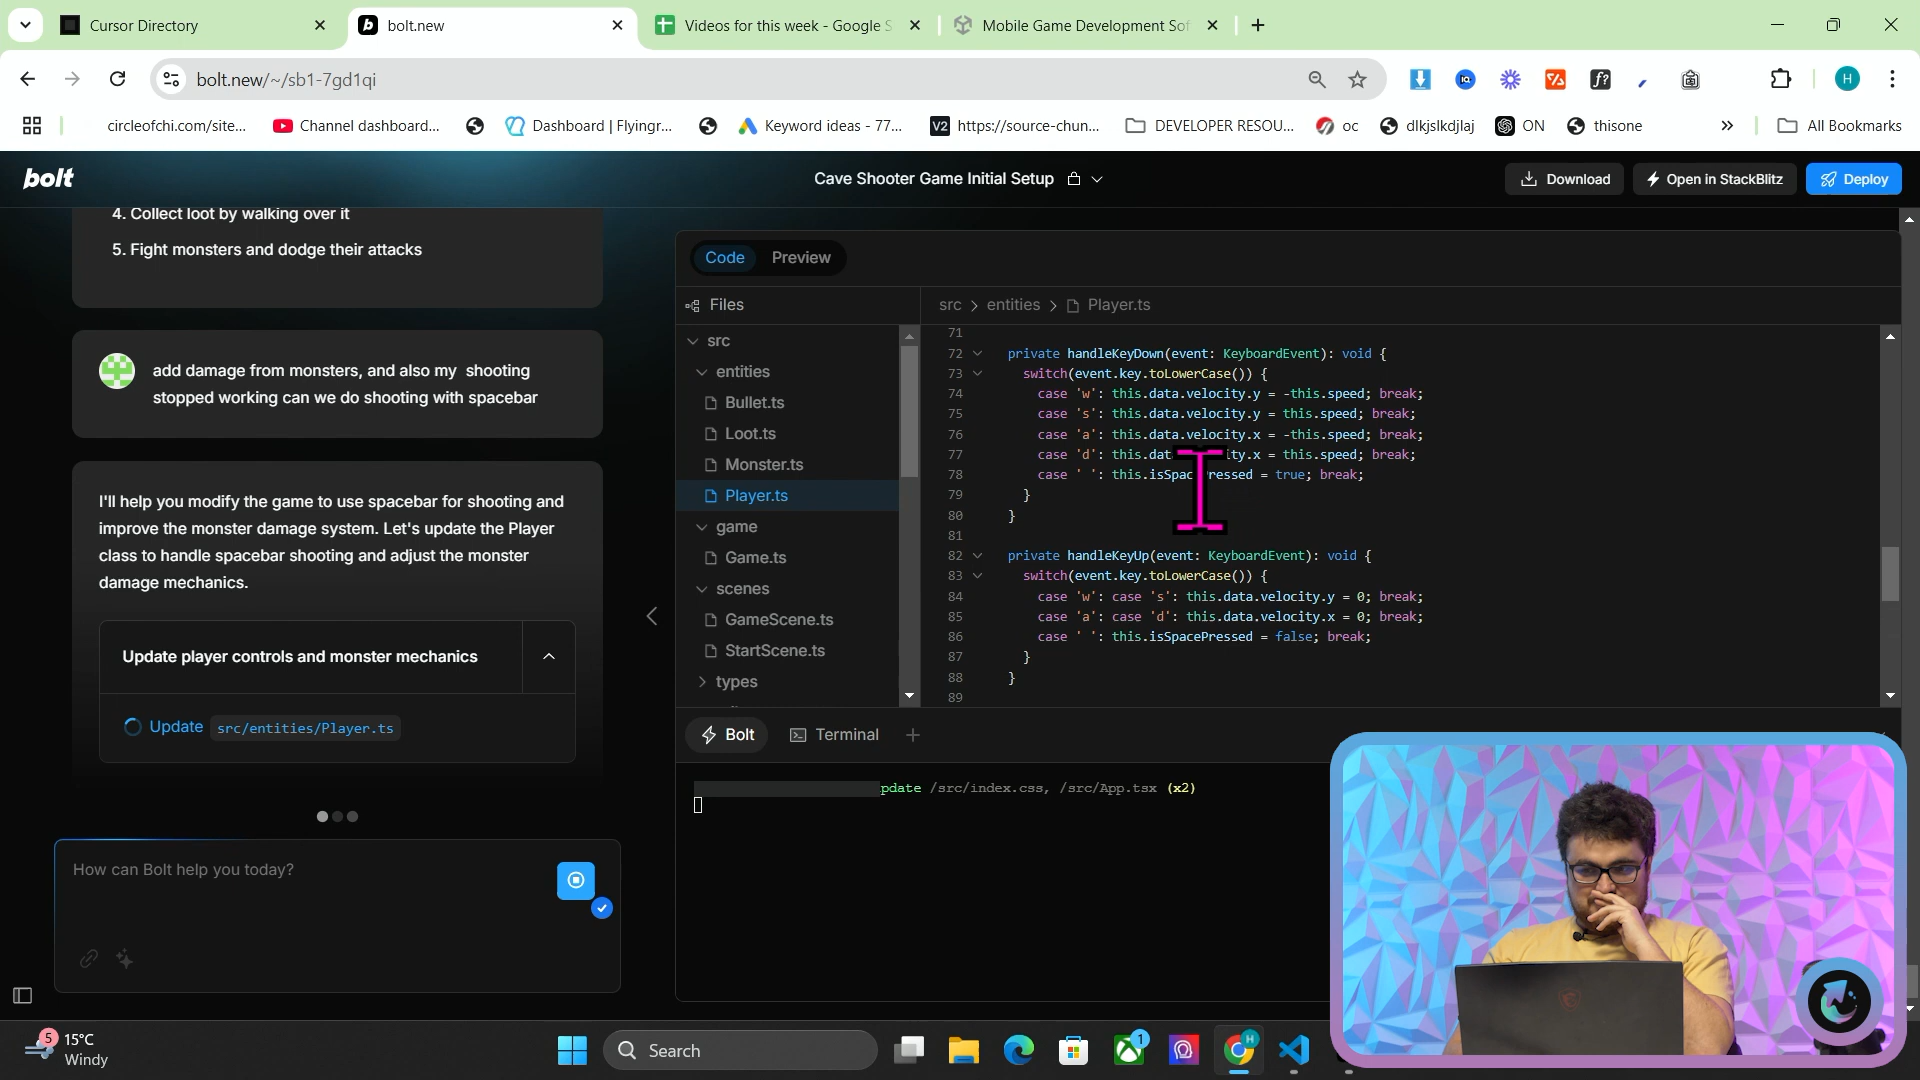 Cursor Directory
bolt.new
Videos for this week - Google S
Mobile Game Development Sof
bolt.new/~/sb1-7gd1qi
H
circleofchi.com/site...
Channel dashboard...
Dashboard | Flyingr...
Keyword ideas - 77...
V2
https://source-chun...
DEVELOPER RESOU...
oc
dlkjslkdjlaj
ON
thisone
All Bookmarks
bolt
Cave Shooter Game Initial Setup
Download
Open in StackBlitz
Deploy
4. Collect loot by walking over it
5. Fight monsters and dodge their attacks
add damage from monsters, and also my shooting
stopped working can we do shooting with spacebar
I'll help you modify the game to use spacebar for shooting and
improve the monster damage system. Let's update the Player
class to handle spacebar shooting and adjust the monster
damage mechanics.
Update player controls and monster mechanics
Update src/entities/Player.ts
How can Bolt help you today?
Code
Preview
Files
src
entities
Bullet.ts
Loot.ts
Monster.ts
Player.ts
game
Game.ts
scenes
GameScene.ts
StartScene.ts
types
src > entities > Player.ts
71
72 private handleKeyDown(event: KeyboardEvent): void {
73 switch(event.key.toLowerCase()) {
74 case 'w': this.data.velocity.y = -this.speed; break;
75 case 's': this.data.velocity.y = this.speed; break;
76 case 'a': this.data.velocity.x = -this.speed; break;
77 case 'd': this.dat ity.x = this.speed; break;
78 case ' ': this.isSpacePressed = true; break;
79 }
80 }
81
82 private handleKeyUp(event: KeyboardEvent): void {
83 switch(event.key.toLowerCase()) {
84 case 'w': case 's': this.data.velocity.y = 0; break;
85 case 'a': case 'd': this.data.velocity.x = 0; break;
86 case ' ': this.isSpacePressed = false; break;
87 }
88 }
89
Bolt
Terminal
pdate /src/index.css, /src/App.tsx (x2)
5
15°C
Windy
Search
1
H